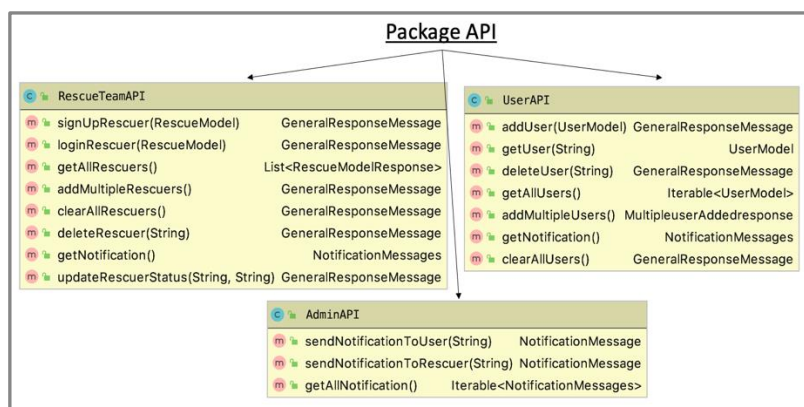 Package API
RescueTeamAPI
signUpRescuer(RescueModel) GeneralResponseMessage
loginRescuer(RescueModel) GeneralResponseMessage
getAllRescuers() List<RescueModelResponse>
addMultipleRescuers() GeneralResponseMessage
clearAllRescuers() GeneralResponseMessage
deleteRescuer(String) GeneralResponseMessage
getNotification() NotificationMessages
updateRescuerStatus(String, String) GeneralResponseMessage
UserAPI
addUser(UserModel) GeneralResponseMessage
getUser(String) UserModel
deleteUser(String) GeneralResponseMessage
getAllUsers() Iterable<UserModel>
addMultipleUsers() MultipleuserAddedresponse
getNotification() NotificationMessages
clearAllUsers() GeneralResponseMessage
AdminAPI
sendNotificationToUser(String) NotificationMessage
sendNotificationToRescuer(String) NotificationMessage
getAllNotification() Iterable<NotificationMessages>